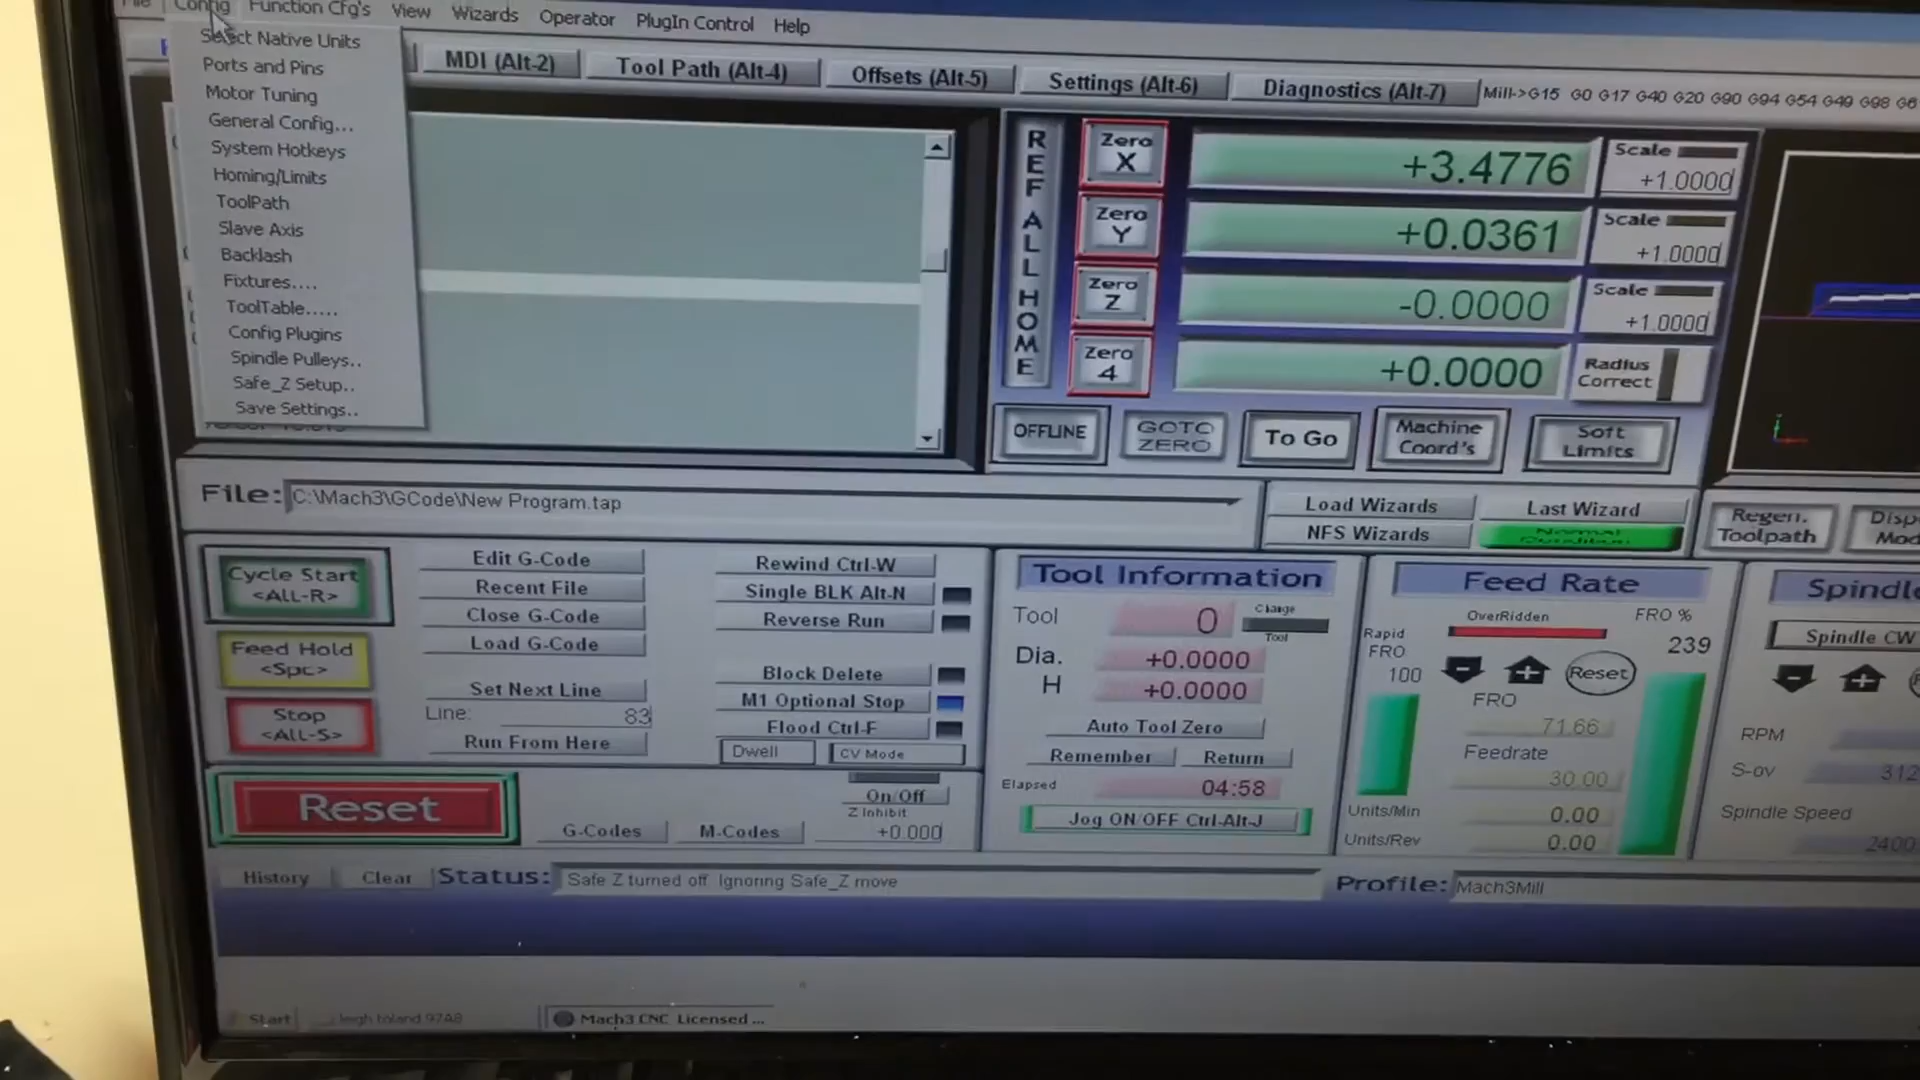 Config Function Cfg's View Wizards Operator PlugIn Control Help
Select Native Units
Ports and Pins
Motor Tuning
General Config...
System Hotkeys
Homing/Limits
ToolPath
Slave Axis
Backlash
Fixtures....
ToolTable.....
Config Plugins
Spindle Pulleys..
Safe_Z Setup..
Save Settings..
MDI (Alt-2) Tool Path (Alt-4) Offsets (Alt-5) Settings (Alt-6) Diagnostics (Alt-7) Mill->G15 G0 G17 G40 G20 G90 G94 G54 G49 G98 G6
REF ALL HOME
Zero X +3.4776 Scale +1.0000
Zero Y +0.0361 Scale +1.0000
Zero Z -0.0000 Scale +1.0000
Zero 4 +0.0000 Radius Correct
OFFLINE GOTO ZERO To Go Machine Coord's Soft Limits
File: C:\Mach3\GCode\New Program.tap
Load Wizards Last Wizard
NFS Wizards Normal
Regen. Toolpath
Cycle Start
<ALL-R>
Feed Hold
<Spc>
Stop
<ALL-S>
Edit G-Code
Recent File
Close G-Code
Load G-Code
Set Next Line
Line: 83
Run From Here
Rewind Ctrl-W
Single BLK Alt-N
Reverse Run
Block Delete
M1 Optional Stop
Flood Ctrl-F
Dwell CV Mode
Reset
G-Codes M-Codes
On/Off
Z Inhibit
+0.000
Tool Information
Tool 0 Change Tool
Dia. +0.0000
H +0.0000
Auto Tool Zero
Remember Return
Elapsed 04:58
Jog ON/OFF Ctrl-Alt-J
Feed Rate
OverRidden FRO %
239
Rapid FRO
100
Reset
FRO
71.66
Feedrate
30.00
Units/Min 0.00
Units/Rev 0.00
Spindle CW
RPM
S-ov 312
Spindle Speed
2400
History Clear Status: Safe Z turned off. Ignoring Safe_Z move Profile: Mach3Mill
Start Mach3 CNC Licensed ...